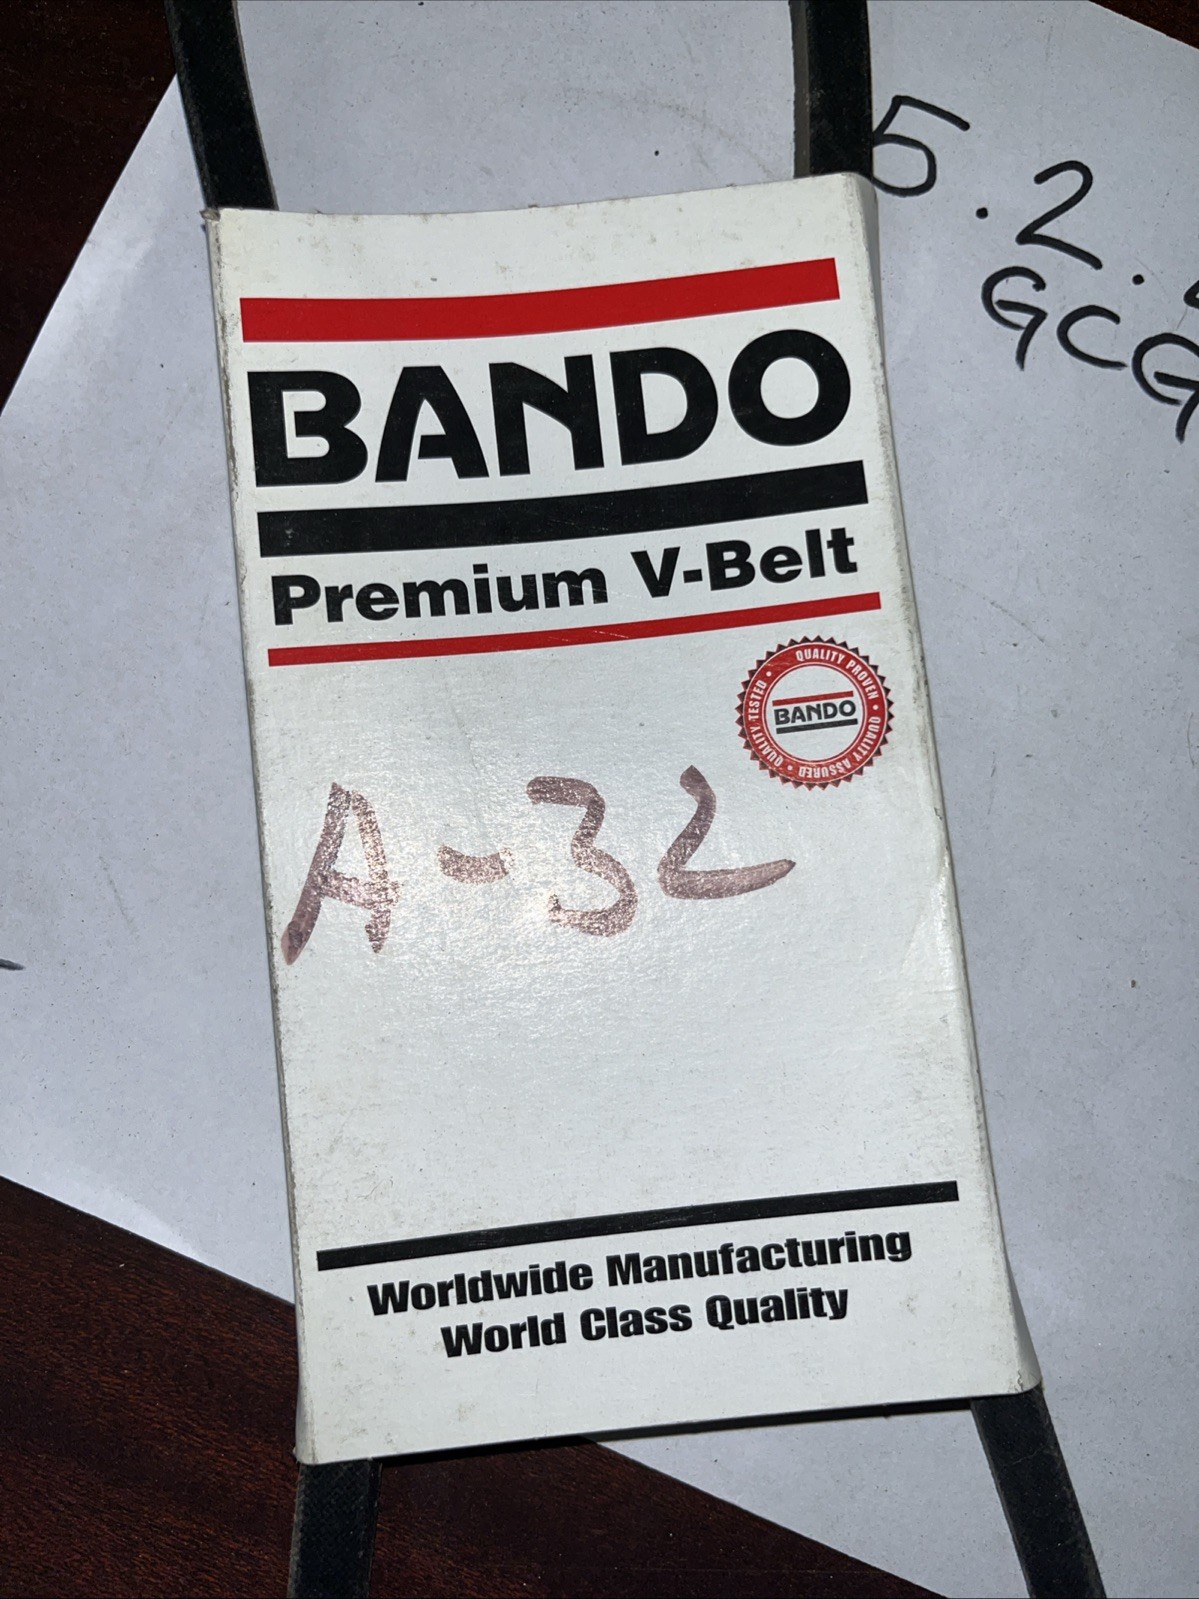 5.2.
GCG
BANDO
Premium V-Belt
QUALITY TESTED • QUALITY PROVEN • QUALITY ASSURED •
BANDO
A-32
Worldwide Manufacturing
World Class Quality